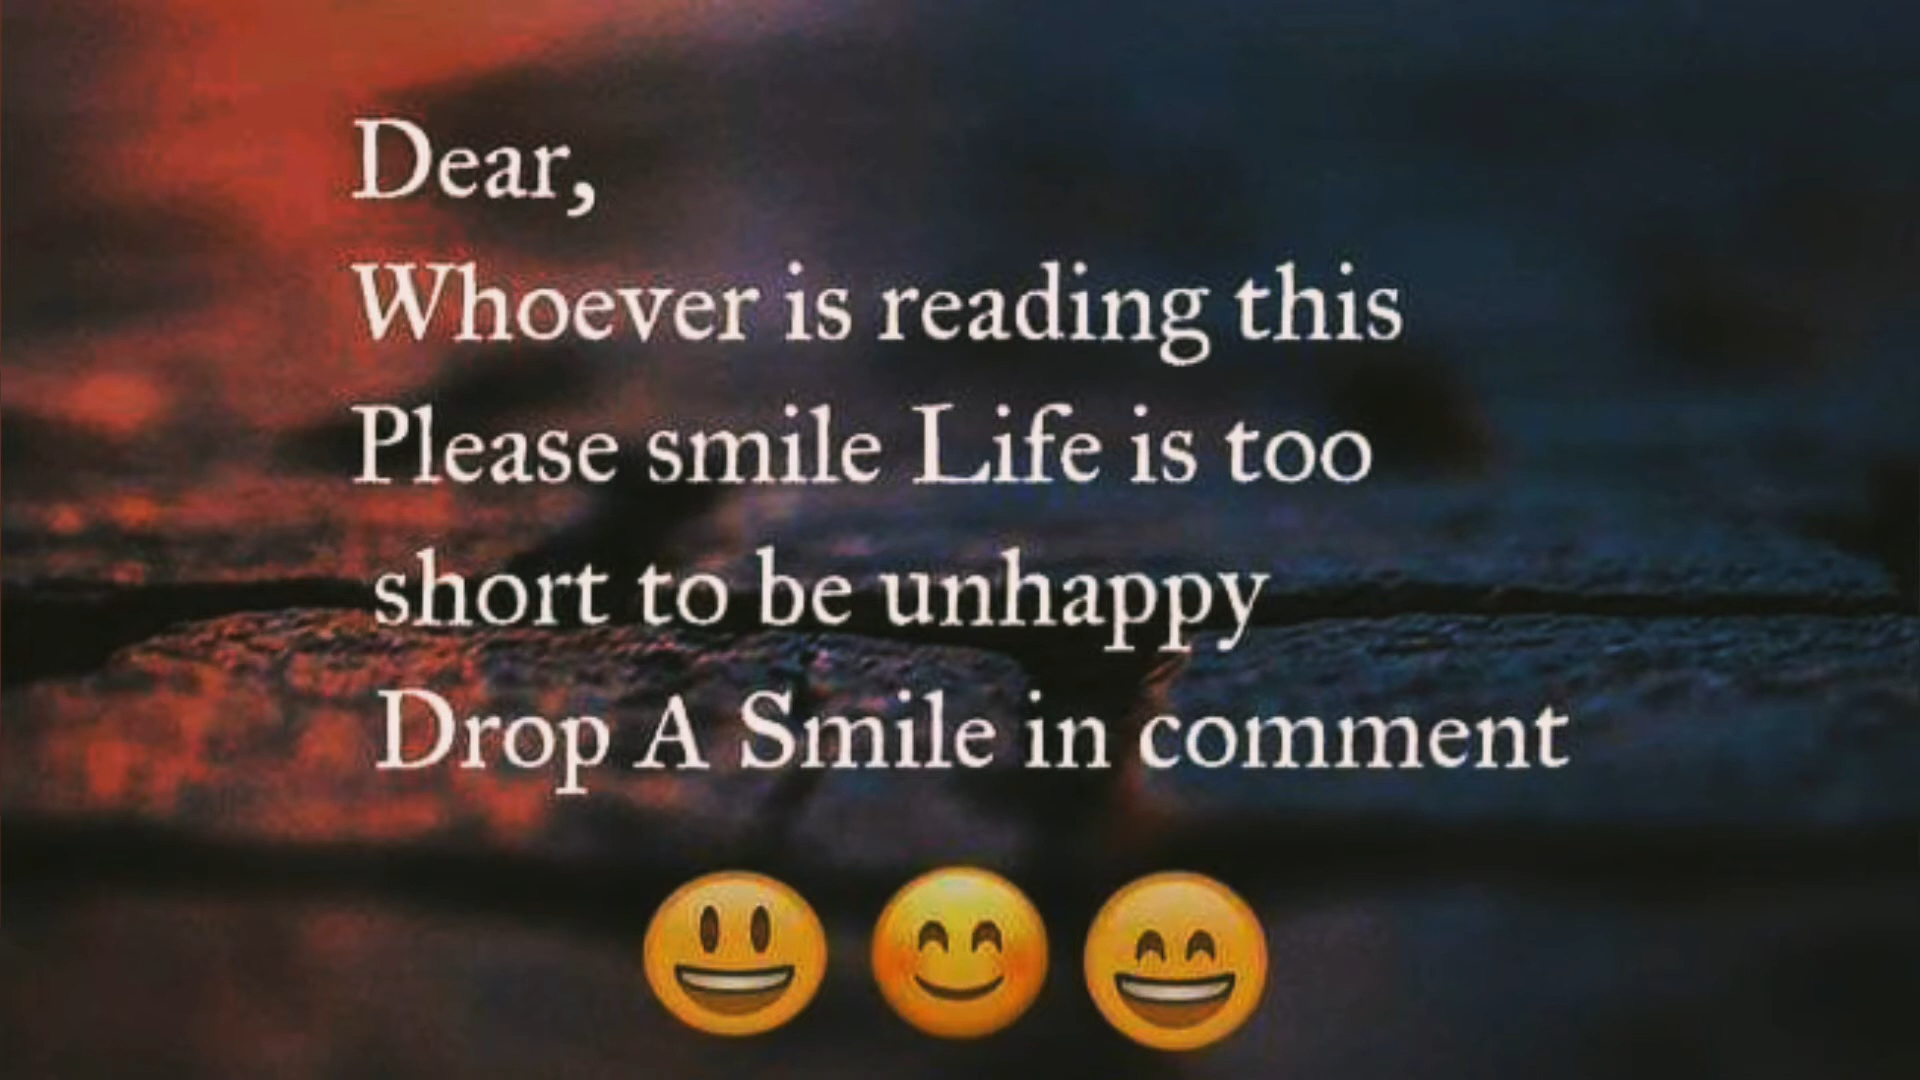 Dear,
Whoever is reading this
Please smile Life is too
short to be unhappy
Drop A Smile in comment